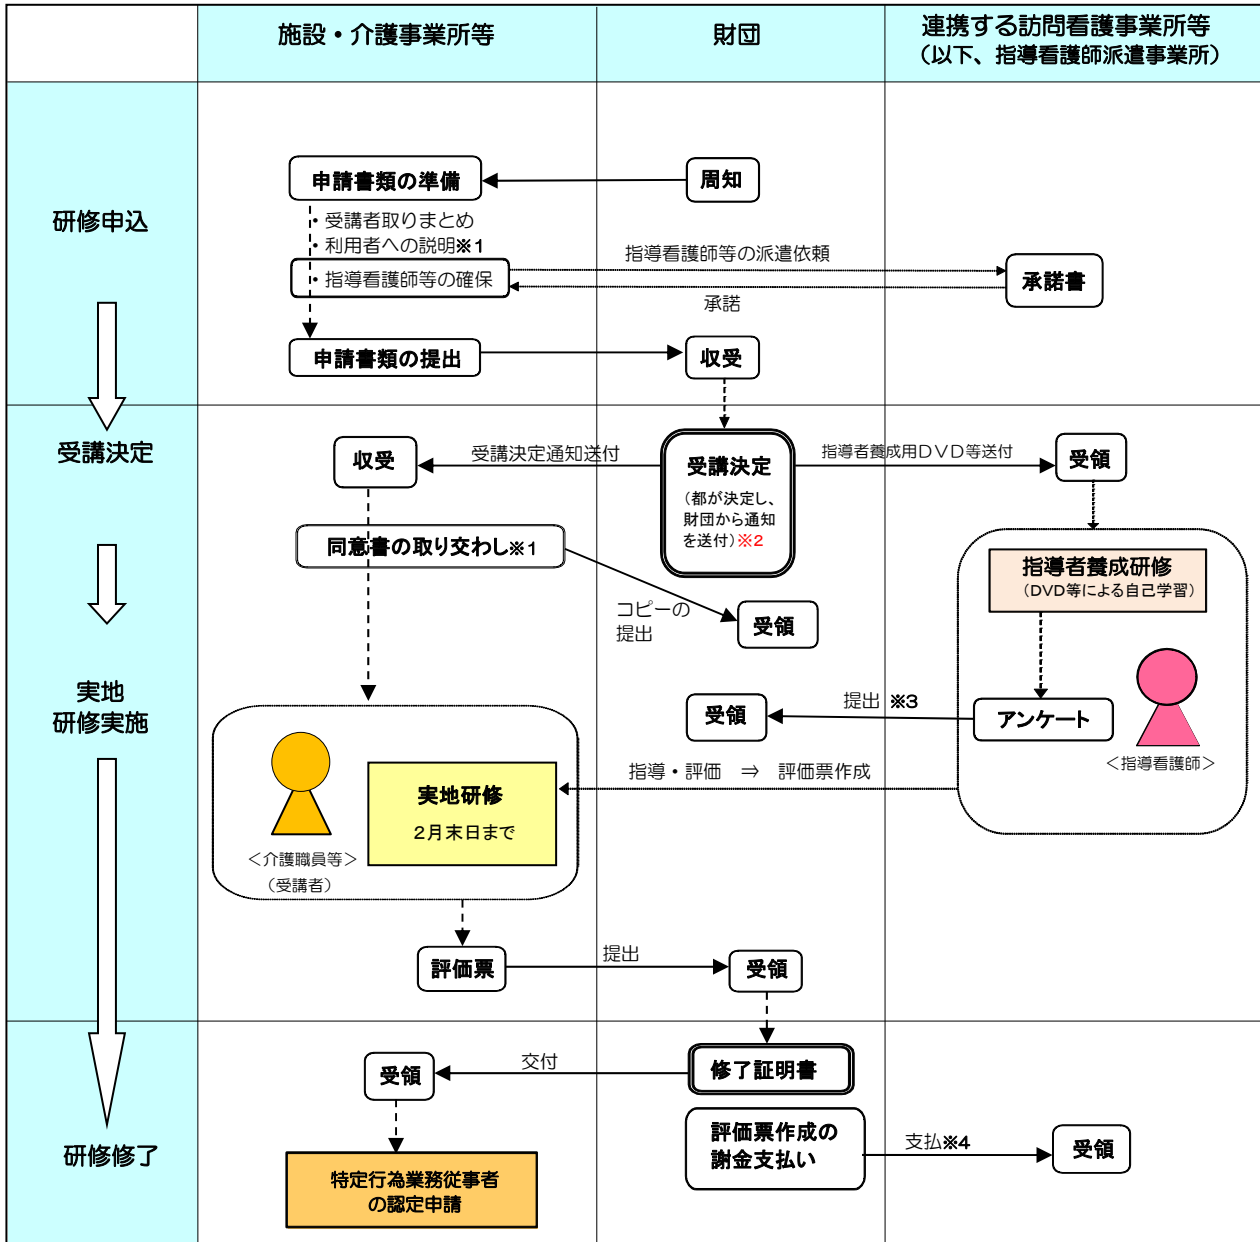 施設・介護事業所等
財団
連携する訪問看護事業所等
（以下、指導看護師派遣事業所）
研修申込
申請書類の準備
周知
・受講者取りまとめ
・利用者への説明※1
・指導看護師等の確保
指導看護師等の派遣依頼
承諾
承諾書
申請書類の提出
収受
受講決定
収受
受講決定通知送付
受講決定
（都が決定し、
財団から通知
を送付）※2
指導者養成用DVD等送付
受領
同意書の取り交わし※1
コピーの
提出
受領
指導者養成研修
（DVD等による自己学習）
実地
研修実施
受領
提出 ※3
アンケート
＜指導看護師＞
指導・評価 ⇒ 評価票作成
実地研修
2月末日まで
＜介護職員等＞
（受講者）
評価票
提出
受領
研修修了
受領
交付
修了証明書
評価票作成の
謝金支払い
支払※4
受領
特定行為業務従事者
の認定申請